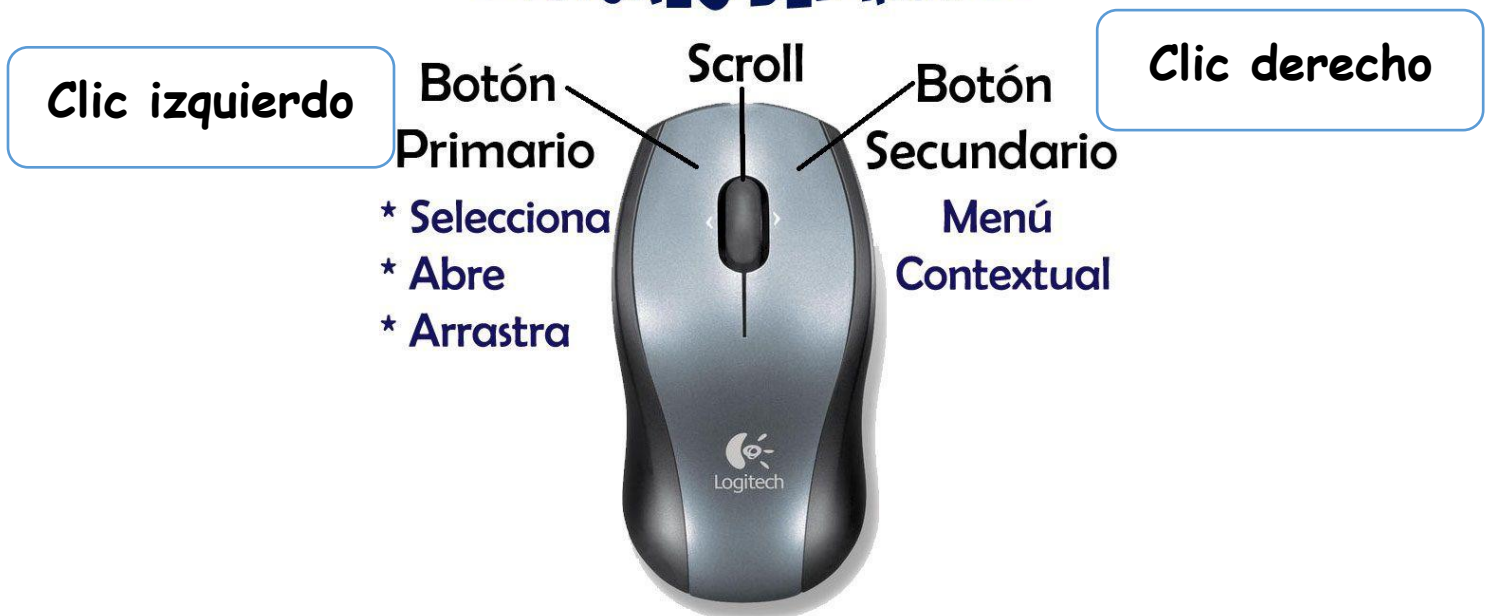 Clic izquierdo
Botón
Primario
* Selecciona
* Abre
* Arrastra
Scroll
Botón
Secundario
Menú
Contextual
Clic derecho
Logitech